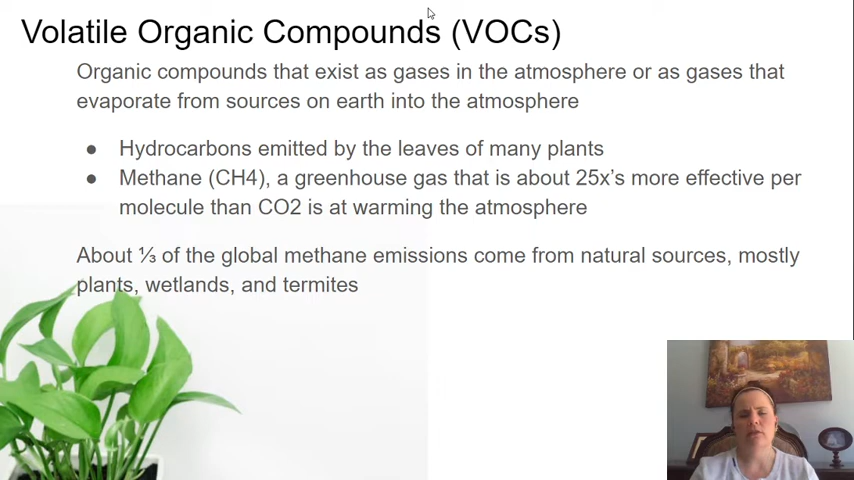 Volatile Organic Compounds (VOCs)
Organic compounds that exist as gases in the atmosphere or as gases that
evaporate from sources on earth into the atmosphere
● Hydrocarbons emitted by the leaves of many plants
● Methane (CH4), a greenhouse gas that is about 25x's more effective per
molecule than CO2 is at warming the atmosphere
About ⅓ of the global methane emissions come from natural sources, mostly
plants, wetlands, and termites